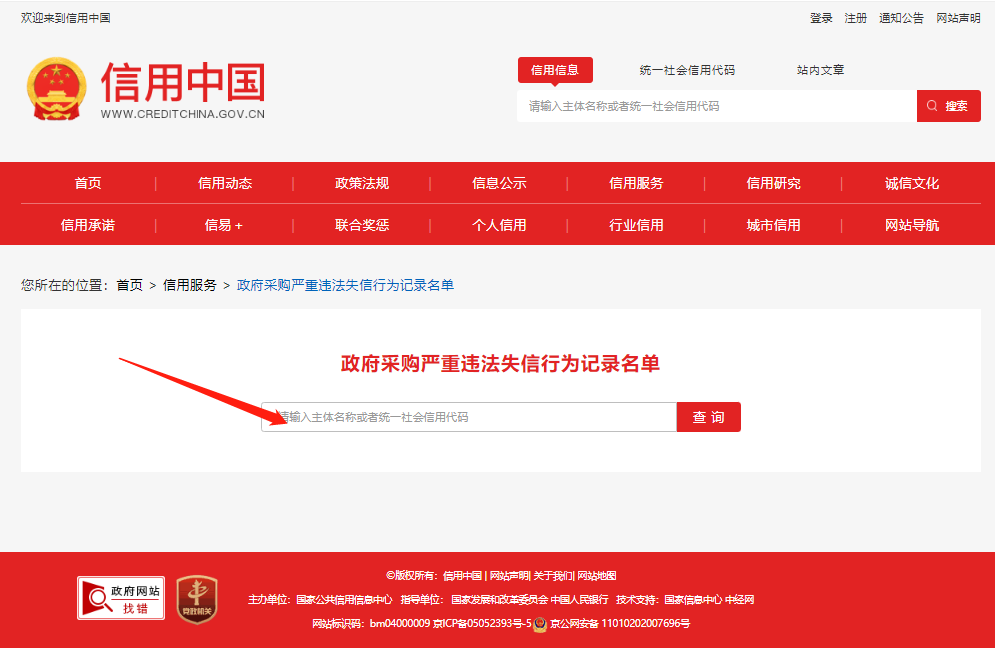 欢迎来到信用中国 登录 注册 通知公告 网站声明
信用中国
WWW.CREDITCHINA.GOV.CN
信用信息 统一社会信用代码 站内文章
请输入主体名称或者统一社会信用代码 搜索
首页 | 信用动态 | 政策法规 | 信息公示 | 信用服务 | 信用研究 | 诚信文化
信用承诺 | 信易 + | 联合奖惩 | 个人信用 | 行业信用 | 城市信用 | 网站导航
您所在的位置：首页 > 信用服务 > 政府采购严重违法失信行为记录名单
政府采购严重违法失信行为记录名单
请输入主体名称或者统一社会信用代码 查 询
政府网站
找错
党政机关
©版权所有：信用中国 | 网站声明| 关于我们| 网站地图
主办单位：国家公共信用信息中心 指导单位：国家发展和改革委员会 中国人民银行 技术支持：国家信息中心 中经网
网站标识码：bm04000009 京ICP备05052393号-5 京公网安备 11010202007696号